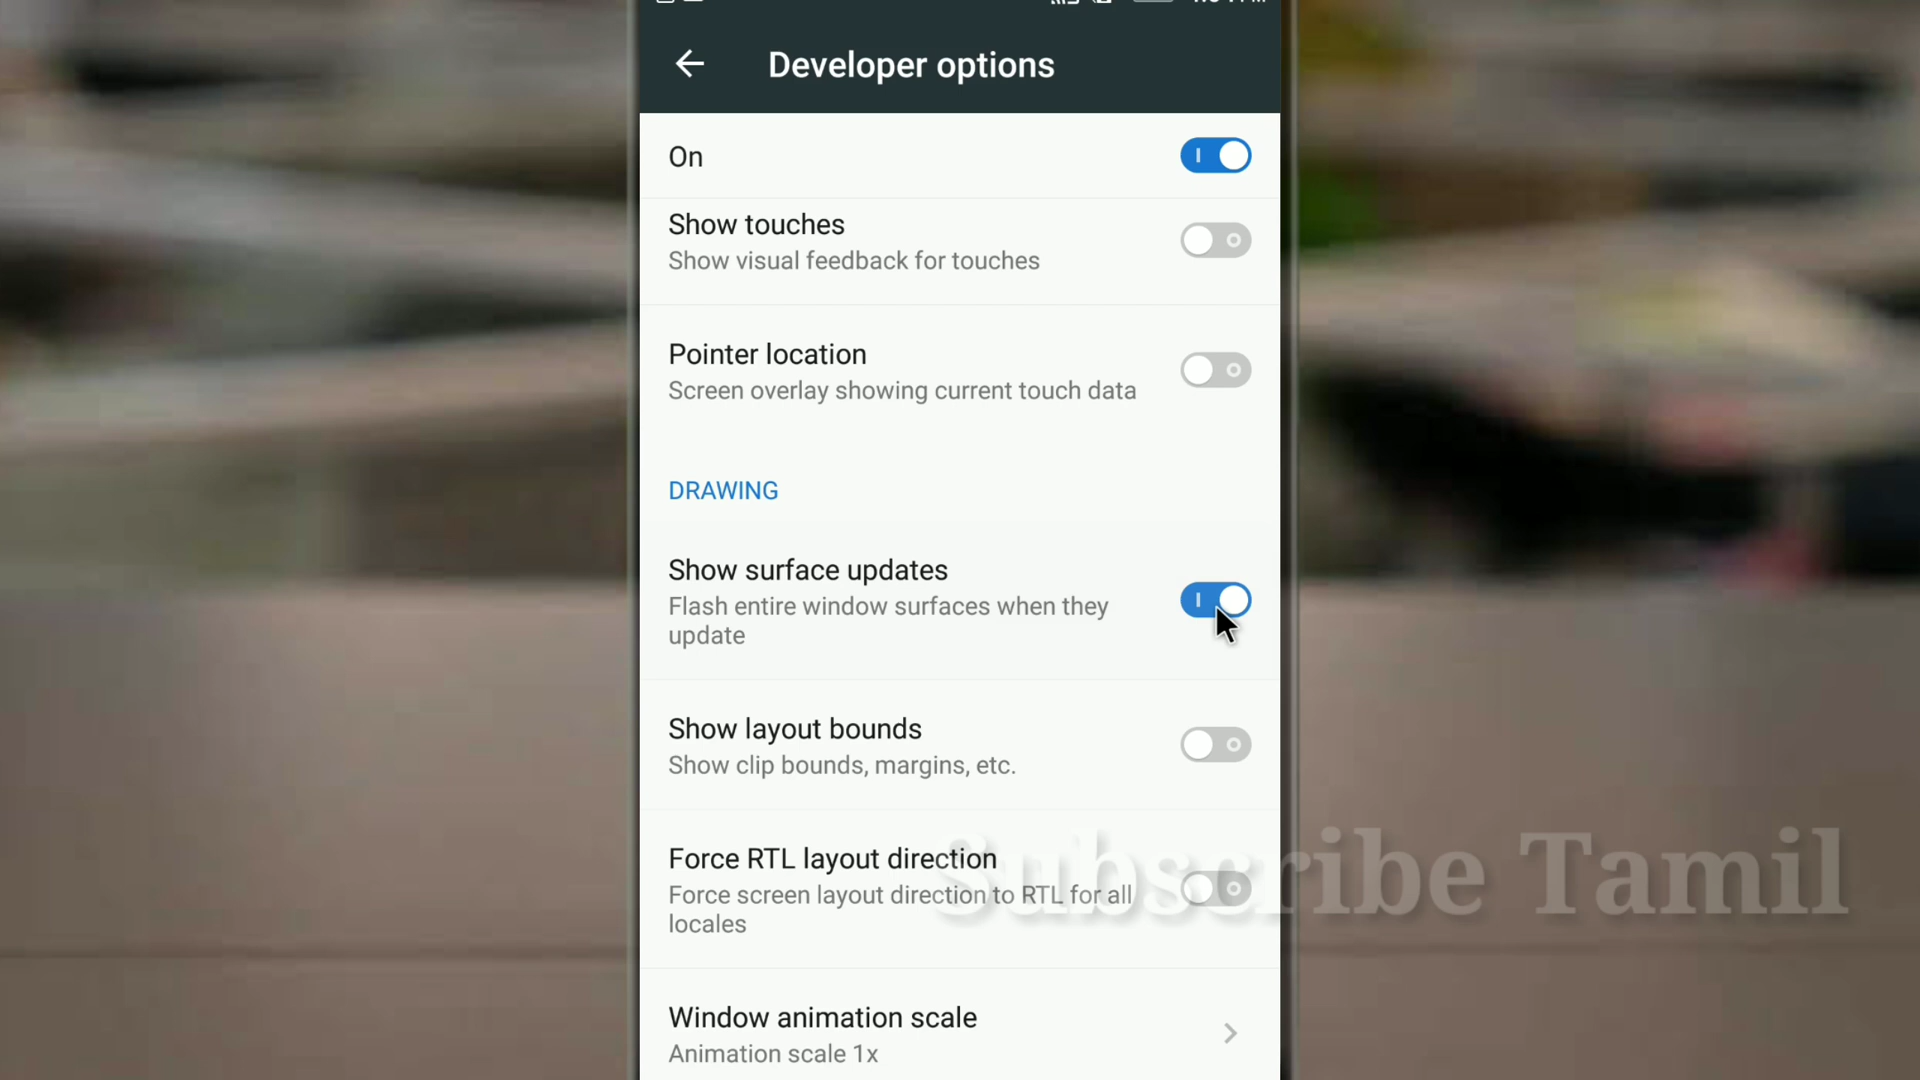 Developer options
On
Show touches
Show visual feedback for touches
Pointer location
Screen overlay showing current touch data
DRAWING
Show surface updates
Flash entire window surfaces when they
update
Show layout bounds
Show clip bounds, margins, etc.
Force RTL layout direction
Force screen layout direction to RTL for all
locales
Subscribe Tamil
Window animation scale
Animation scale 1x